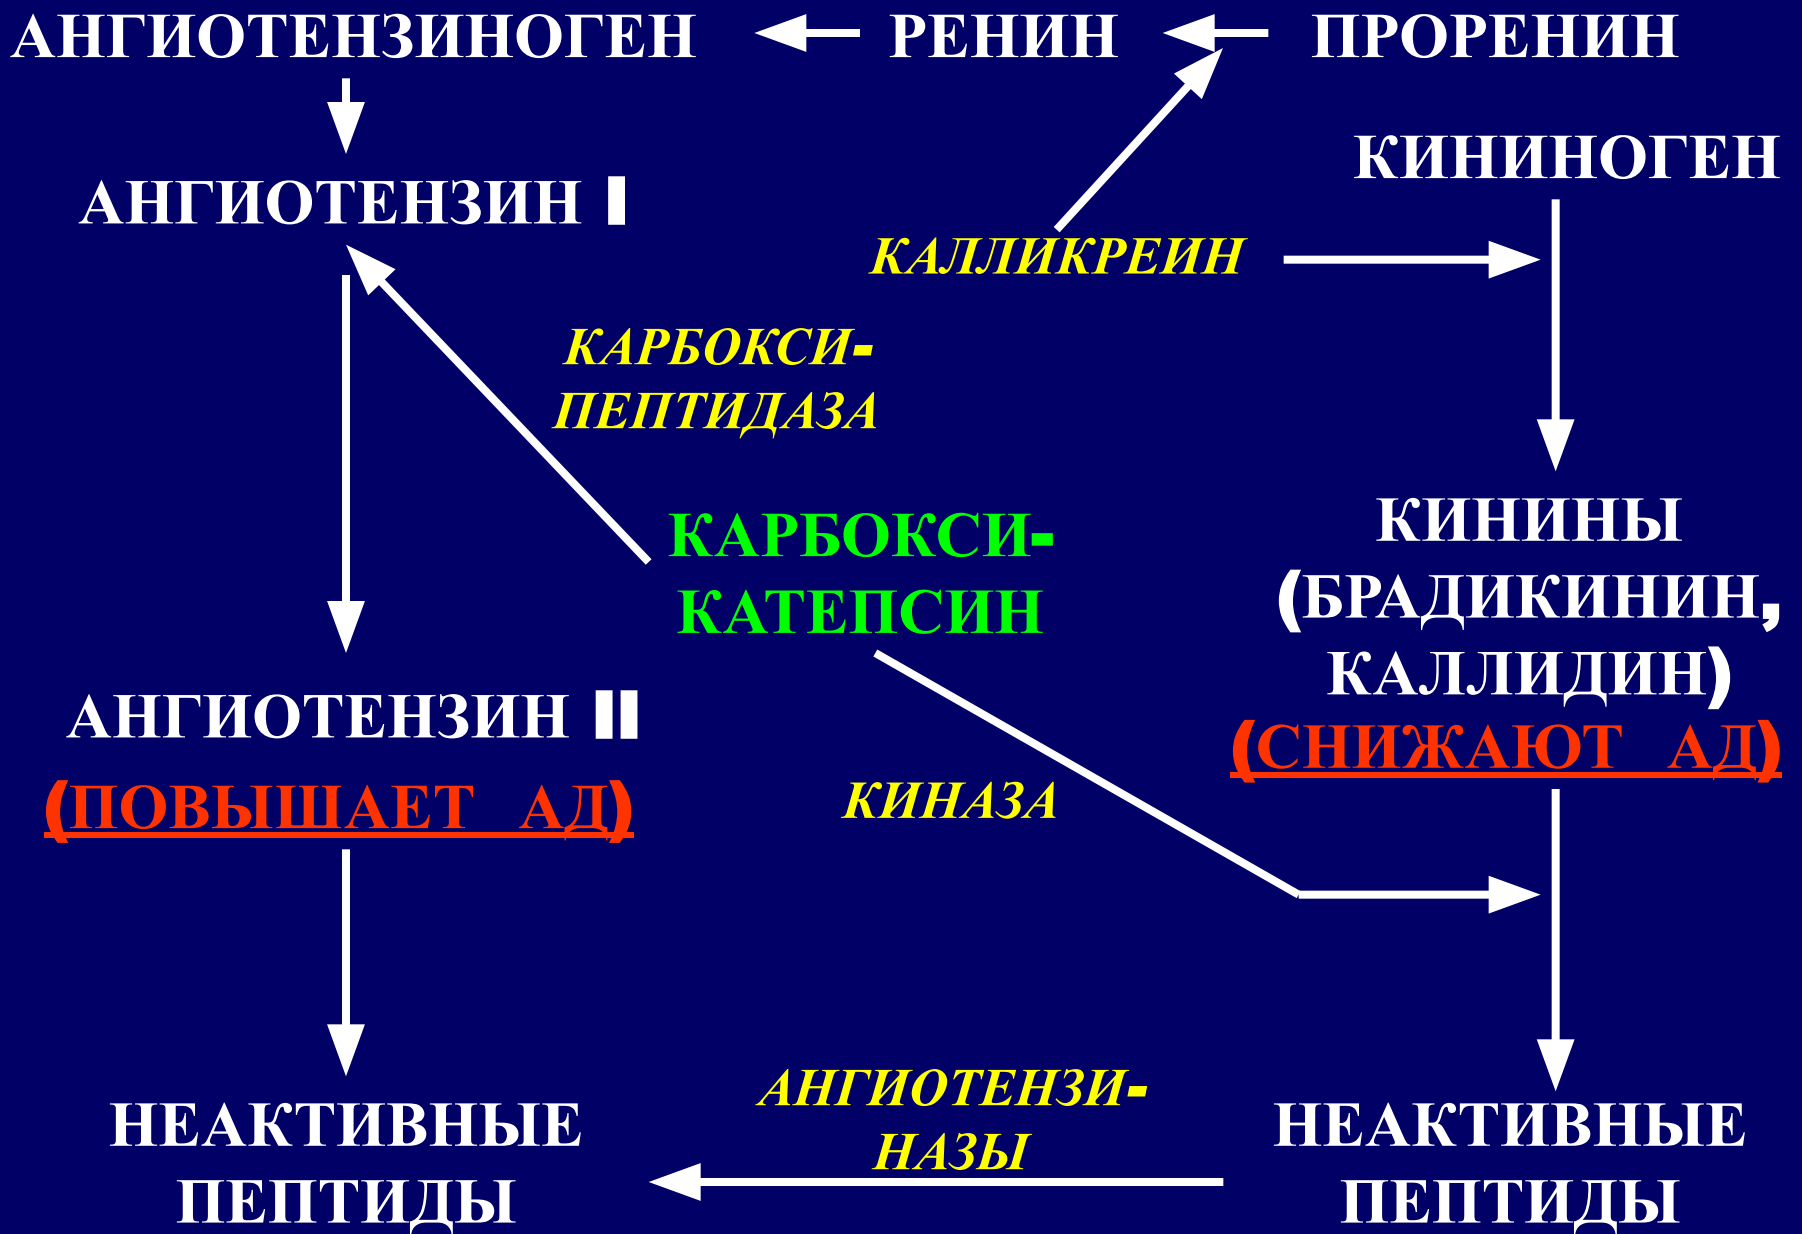 АНГИОТЕНЗИНОГЕН РЕНИН ПРОРЕНИН
КИНИНОГЕН
АНГИОТЕНЗИН I
КАЛЛИКРЕИН
КАРБОКСИ-
ПЕПТИДАЗА
КАРБОКСИ-
КАТЕПСИН
КИНИНЫ
(БРАДИКИНИН,
КАЛЛИДИН)
(СНИЖАЮТ АД)
АНГИОТЕНЗИН II
(ПОВЫШАЕТ АД)
КИНАЗА
АНГИОТЕНЗИ-
НАЗЫ
НЕАКТИВНЫЕ
ПЕПТИДЫ
НЕАКТИВНЫЕ
ПЕПТИДЫ